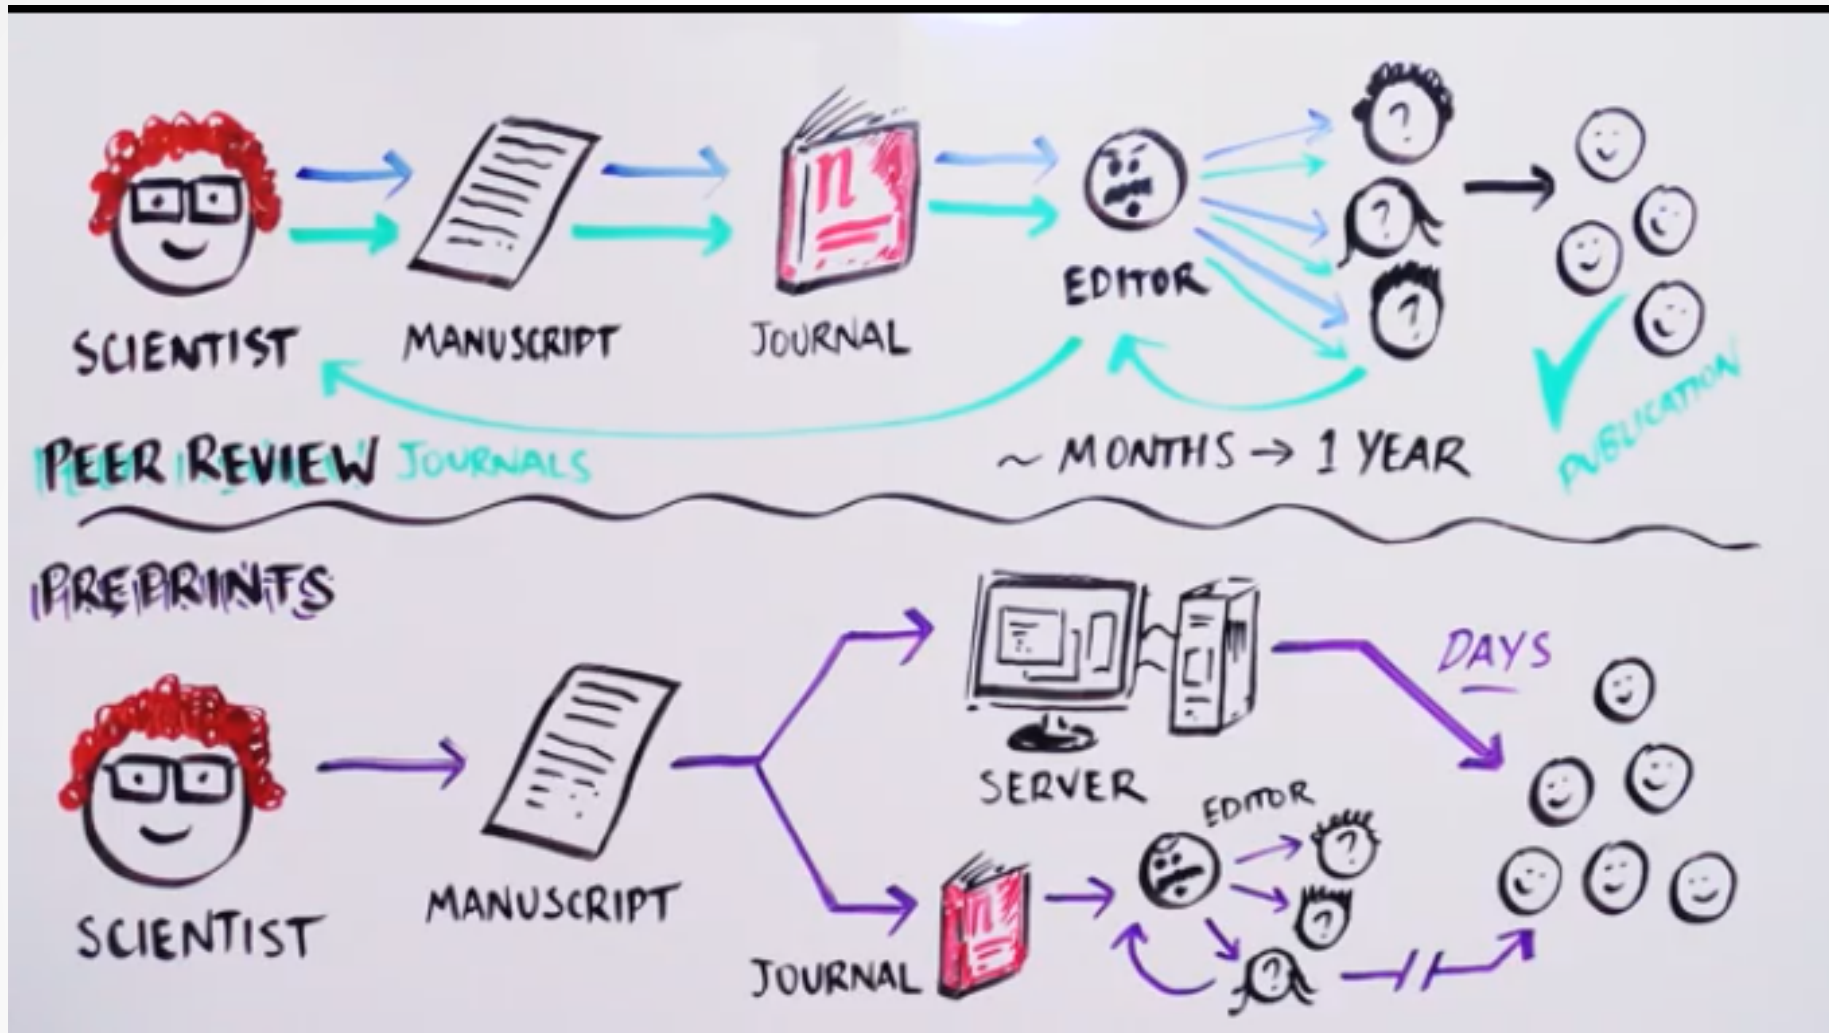 SCIENTIST
MANUSCRIPT
n
JOURNAL
EDITOR
?
?
?
PUBLICATION
PEER REVIEW JOURNALS
~ MONTHS → 1 YEAR
PREPRINTS
SCIENTIST
MANUSCRIPT
SERVER
DAYS
n
JOURNAL
EDITOR
?
?
?